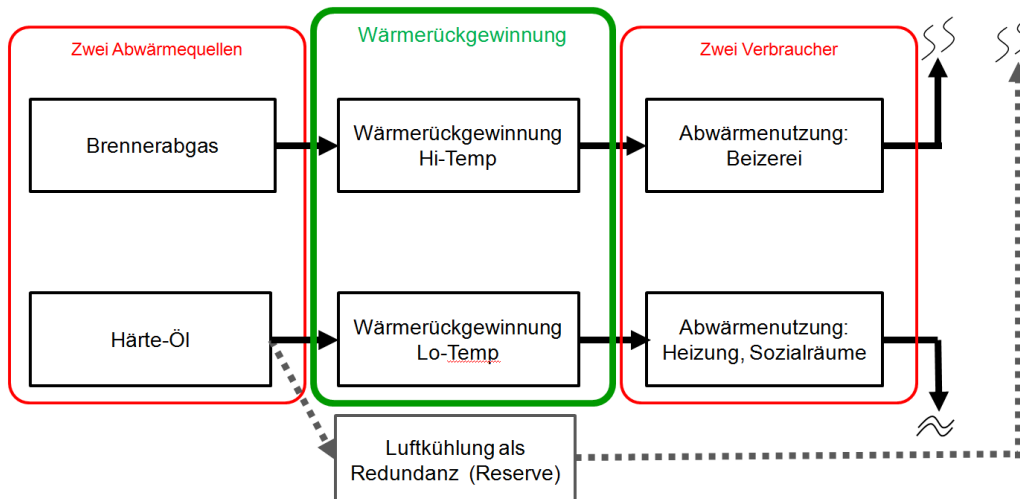 Zwei Abwärmequellen
Wärmerückgewinnung
Zwei Verbraucher
Brennerabgas
Wärmerückgewinnung
Hi-Temp
Abwärmenutzung:
Beizerei
Härte-Öl
Wärmerückgewinnung
Lo-Temp
Abwärmenutzung:
Heizung, Sozialräume
Luftkühlung als
Redundanz (Reserve)